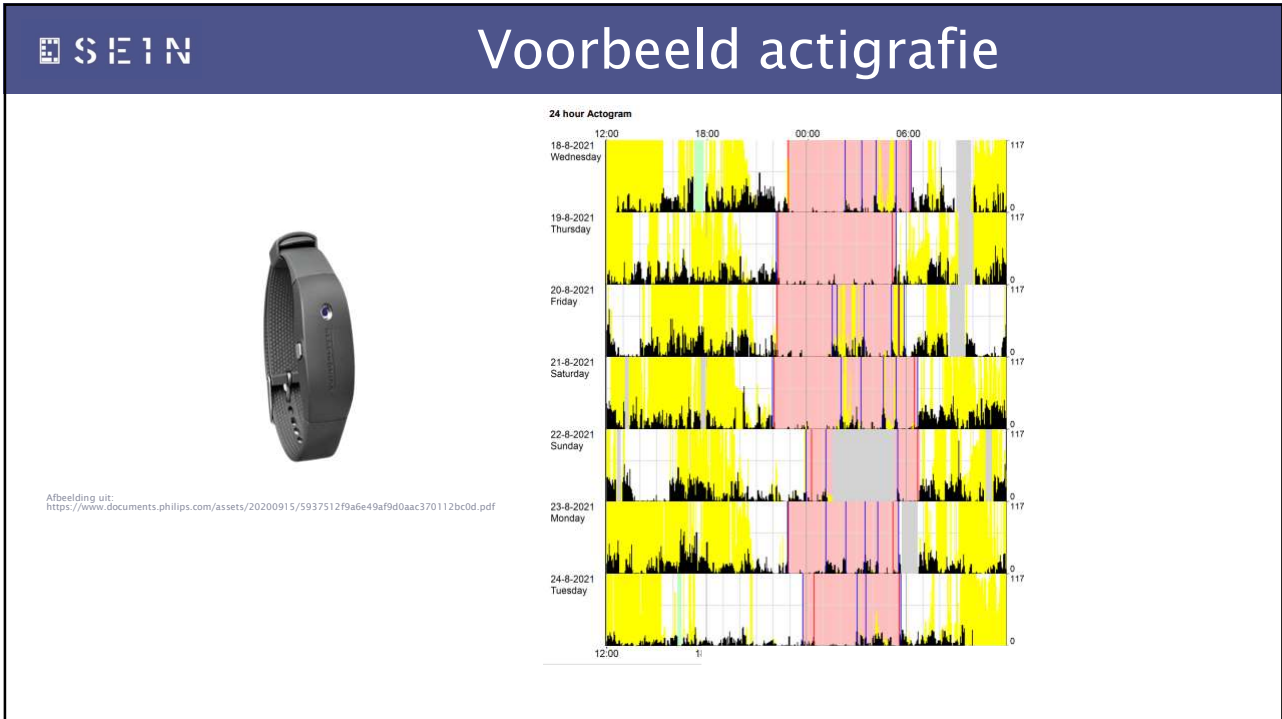 SEIN
Voorbeeld actigrafie
24 hour Actogram
12:00 18:00 00:00 06:00
18-8-2021 117
Wednesday
0
19-8-2021 117
Thursday
0
20-8-2021 117
Friday
0
21-8-2021 117
Saturday
0
22-8-2021 117
Sunday
0
23-8-2021 117
Monday
0
24-8-2021 117
Tuesday
0
12:00
Afbeelding uit:
https://www.documents.philips.com/assets/20200915/5937512f9a6e49af9d0aac370112bc0d.pdf